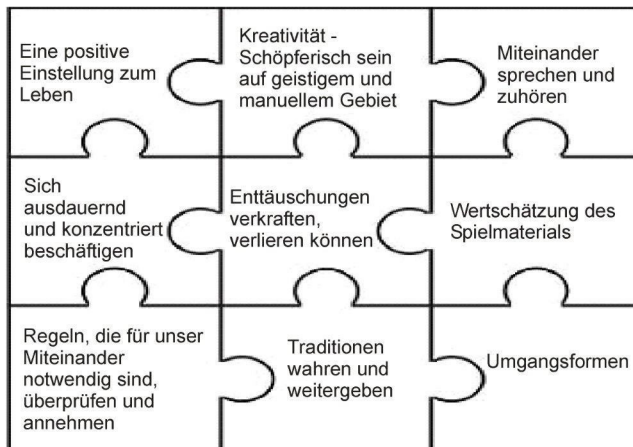 Eine positive
Einstellung zum
Leben
Kreativität -
Schöpferisch sein
auf geistigem und
manuellem Gebiet
Miteinander
sprechen und
zuhören
Sich
ausdauernd
und konzentriert
beschäftigen
Enttäuschungen
verkraften,
verlieren können
Wertschätzung des
Spielmaterials
Regeln, die für unser
Miteinander
notwendig sind,
überprüfen und
annehmen
Traditionen
wahren und
weitergeben
Umgangsformen